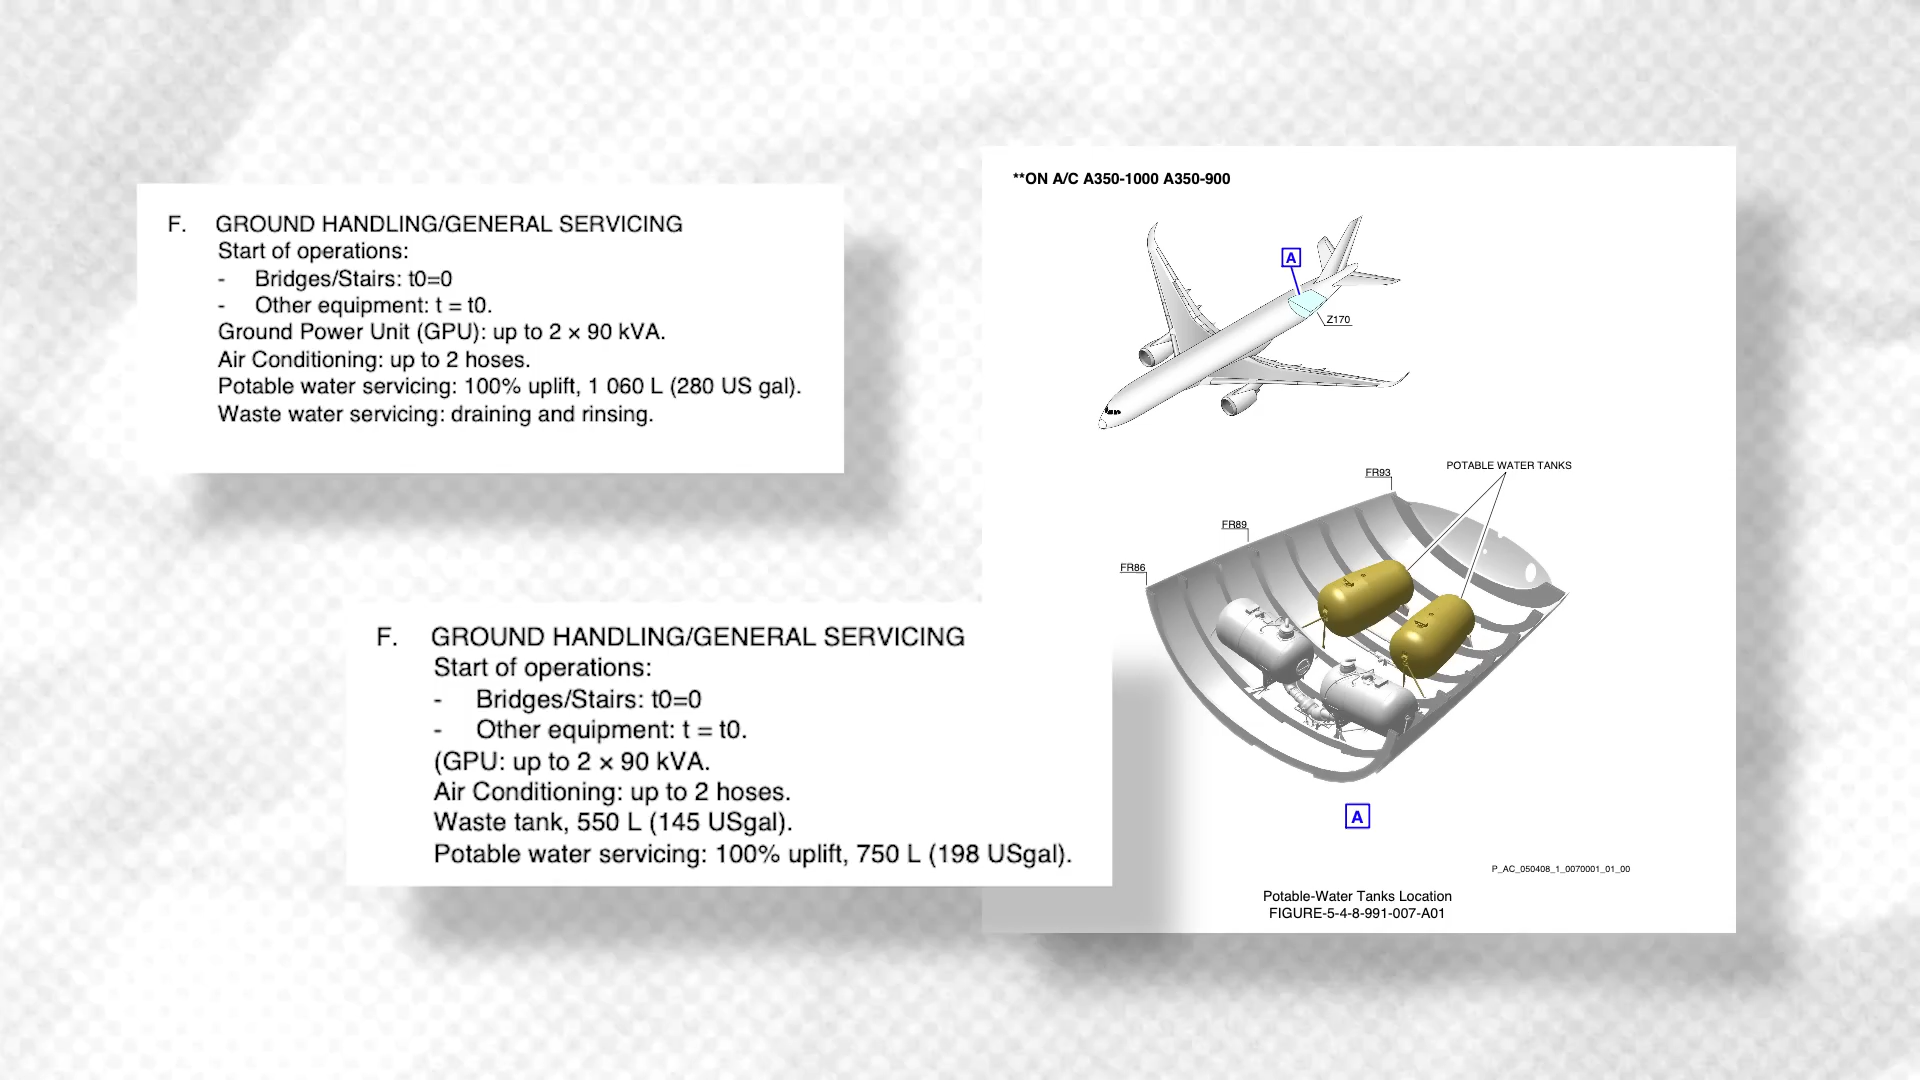 F. GROUND HANDLING/GENERAL SERVICING
Start of operations:
- Bridges/Stairs: t0=0
- Other equipment: t = t0.
Ground Power Unit (GPU): up to 2 × 90 kVA.
Air Conditioning: up to 2 hoses.
Potable water servicing: 100% uplift, 1 060 L (280 US gal).
Waste water servicing: draining and rinsing.
F. GROUND HANDLING/GENERAL SERVICING
Start of operations:
- Bridges/Stairs: t0=0
- Other equipment: t = t0.
(GPU: up to 2 × 90 kVA.
Air Conditioning: up to 2 hoses.
Waste tank, 550 L (145 USgal).
Potable water servicing: 100% uplift, 750 L (198 USgal).
**ON A/C A350-1000 A350-900
A
Z170
POTABLE WATER TANKS
FR93
FR89
FR86
A
P_AC_050408_1_0070001_01_00
Potable-Water Tanks Location
FIGURE-5-4-8-991-007-A01